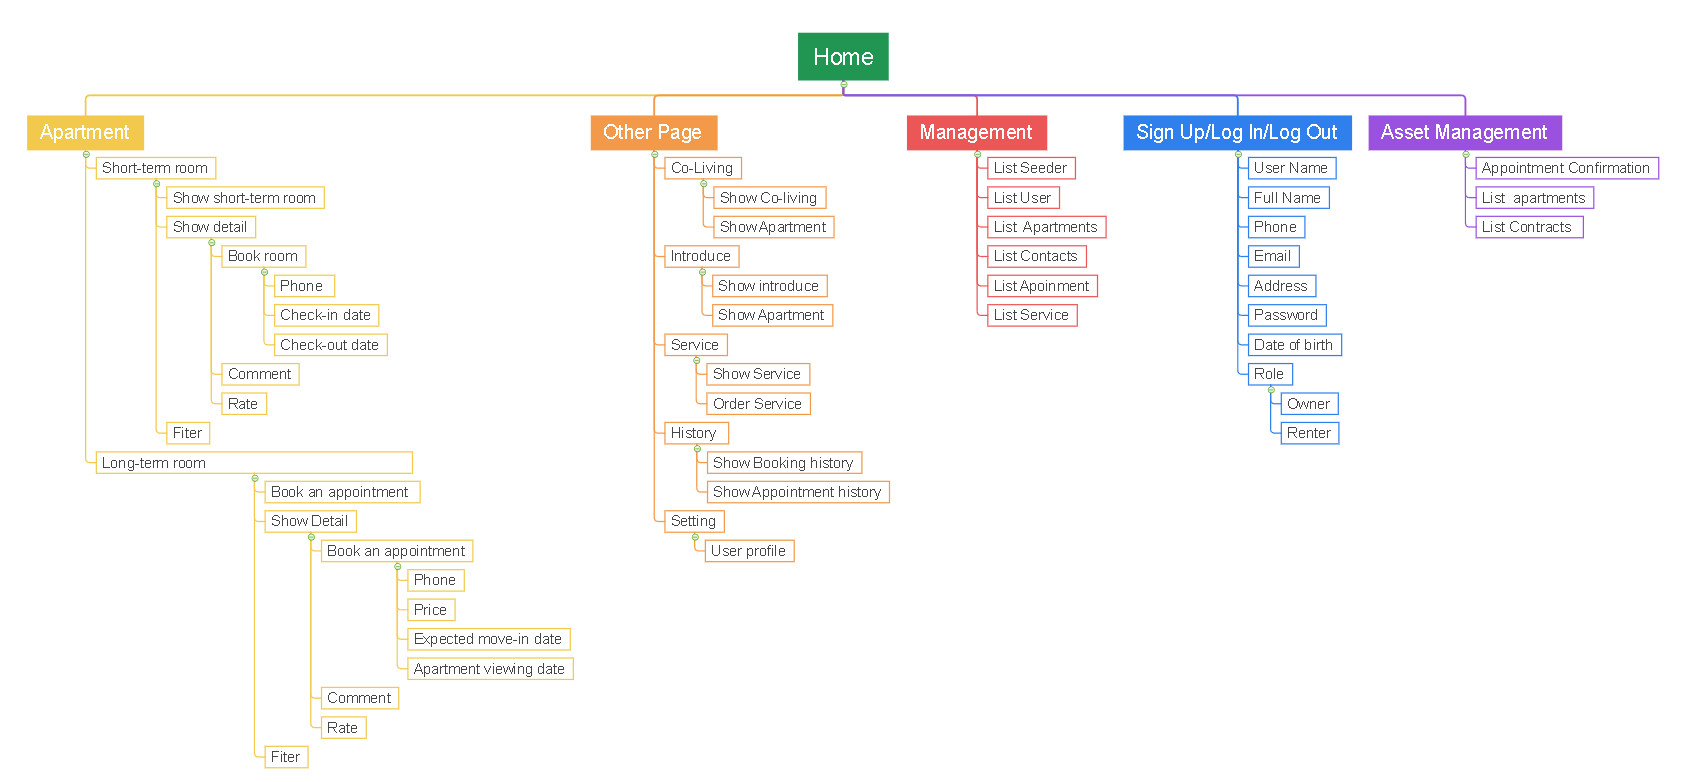 Home
Apartment
Short-term room
Show short-term room
Show detail
Book room
Phone
Check-in date
Check-out date
Comment
Rate
Fiter
Long-term room
Book an appointment
Show Detail
Book an appointment
Phone
Price
Expected move-in date
Apartment viewing date
Comment
Rate
Fiter
Other Page
Co-Living
Show Co-living
Show Apartment
Introduce
Show introduce
Show Apartment
Service
Show Service
Order Service
History
Show Booking history
Show Appointment history
Setting
User profile
Management
List Seeder
List User
List Apartments
List Contacts
List Apoinment
List Service
Sign Up/Log In/Log Out
User Name
Full Name
Phone
Email
Address
Password
Date of birth
Role
Owner
Renter
Asset Management
Appointment Confirmation
List apartments
List Contracts